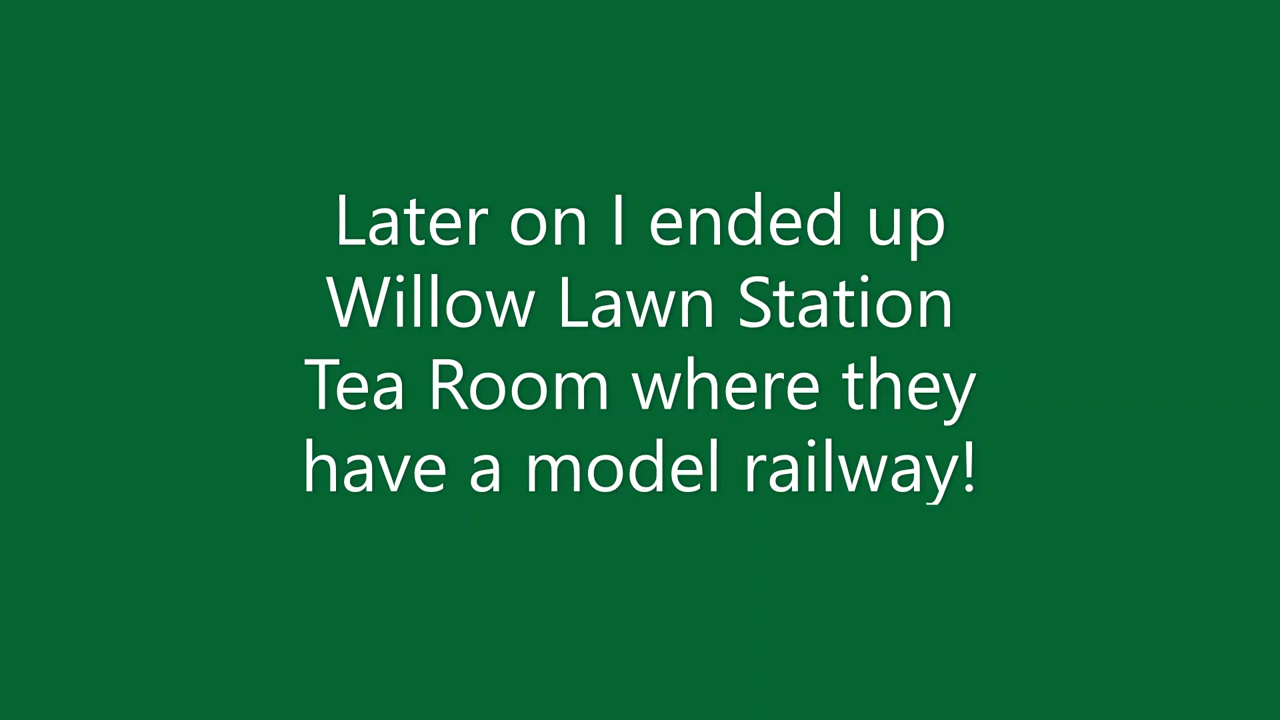 Later on I ended up
Willow Lawn Station
Tea Room where they
have a model railway!